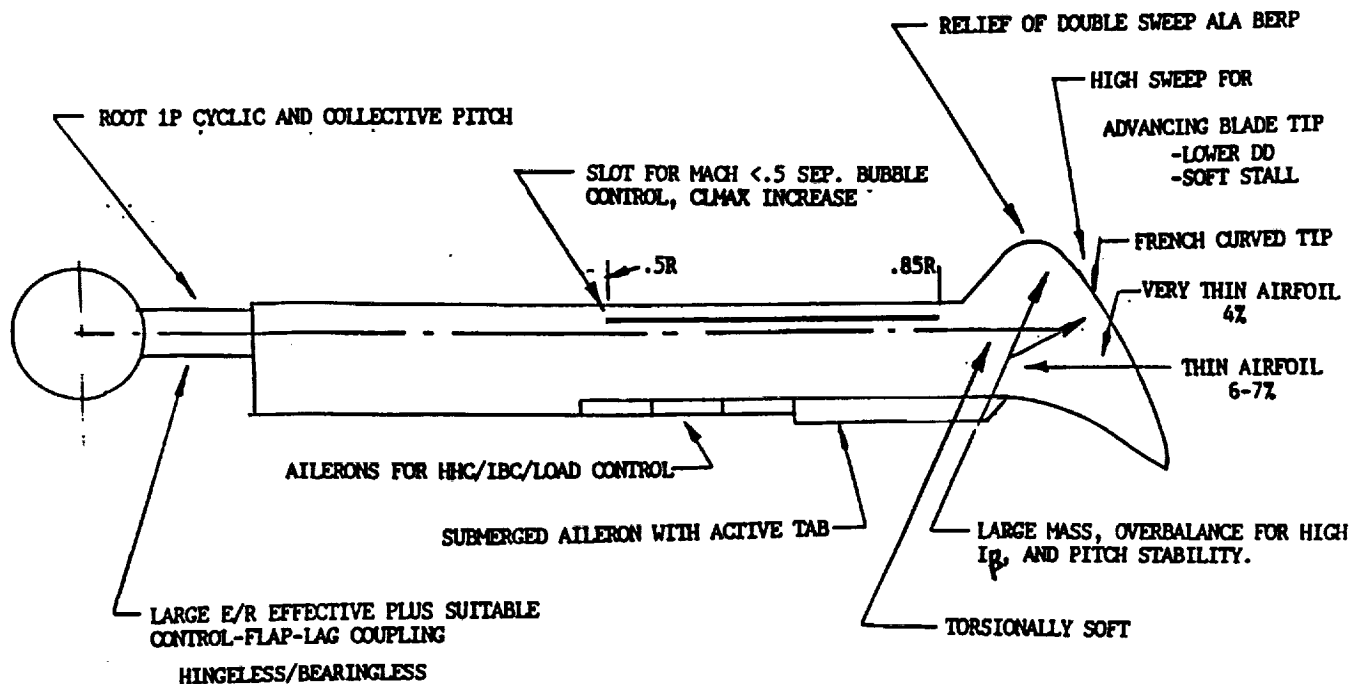 RELIEF OF DOUBLE SWEEP ALA BERP
HIGH SWEEP FOR
ADVANCING BLADE TIP
-LOWER DD
-SOFT STALL
ROOT 1P CYCLIC AND COLLECTIVE PITCH
SLOT FOR MACH <.5 SEP. BUBBLE
CONTROL, CLMAX INCREASE
FRENCH CURVED TIP
.5R
.85R
VERY THIN AIRFOIL
4%
THIN AIRFOIL
6-7%
AILERONS FOR HHC/IBC/LOAD CONTROL
SUBMERGED AILERON WITH ACTIVE TAB
LARGE MASS, OVERBALANCE FOR HIGH
Iβ, AND PITCH STABILITY.
LARGE E/R EFFECTIVE PLUS SUITABLE
CONTROL-FLAP-LAG COUPLING
HINGELESS/BEARINGLESS
TORSIONALLY SOFT